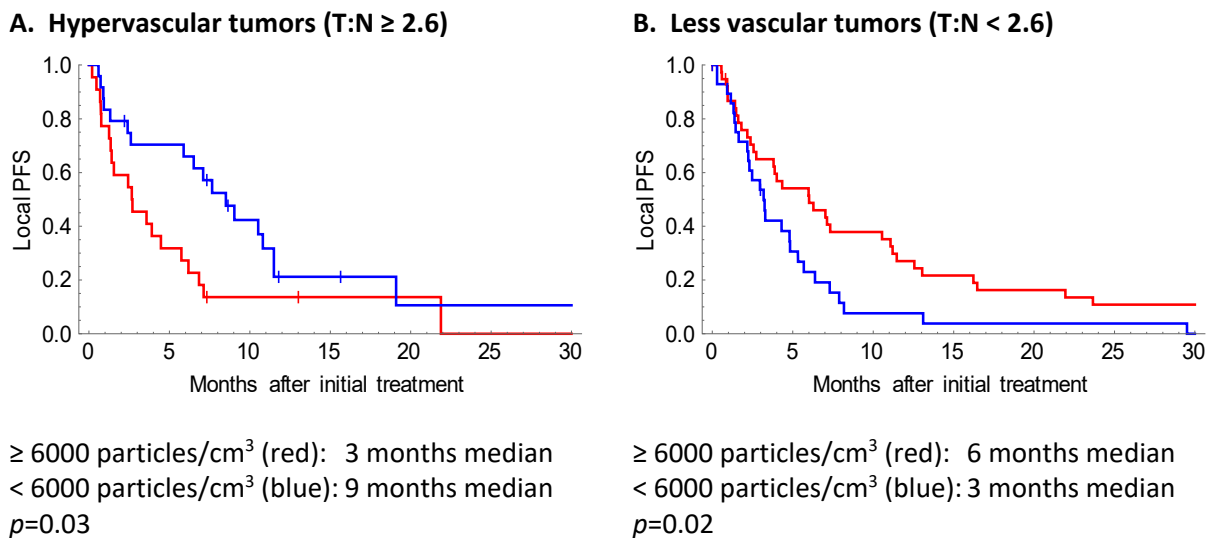 A. Hypervascular tumors (T:N ≥ 2.6)
1.0
0.8
0.6
0.4
0.2
0.0
Local PFS
0 5 10 15 20 25 30
Months after initial treatment
≥ 6000 particles/cm³ (red): 3 months median
< 6000 particles/cm³ (blue): 9 months median
p=0.03
B. Less vascular tumors (T:N < 2.6)
1.0
0.8
0.6
0.4
0.2
0.0
Local PFS
0 5 10 15 20 25 30
Months after initial treatment
≥ 6000 particles/cm³ (red): 6 months median
< 6000 particles/cm³ (blue): 3 months median
p=0.02